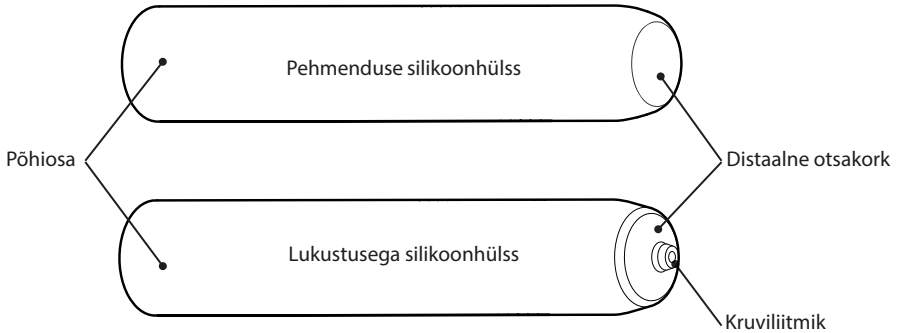 Pehmenduse silikoonhülss
Põhiosa
Distaalne otsakork
Lukustusega silikoonhülss
Kruviliitmik